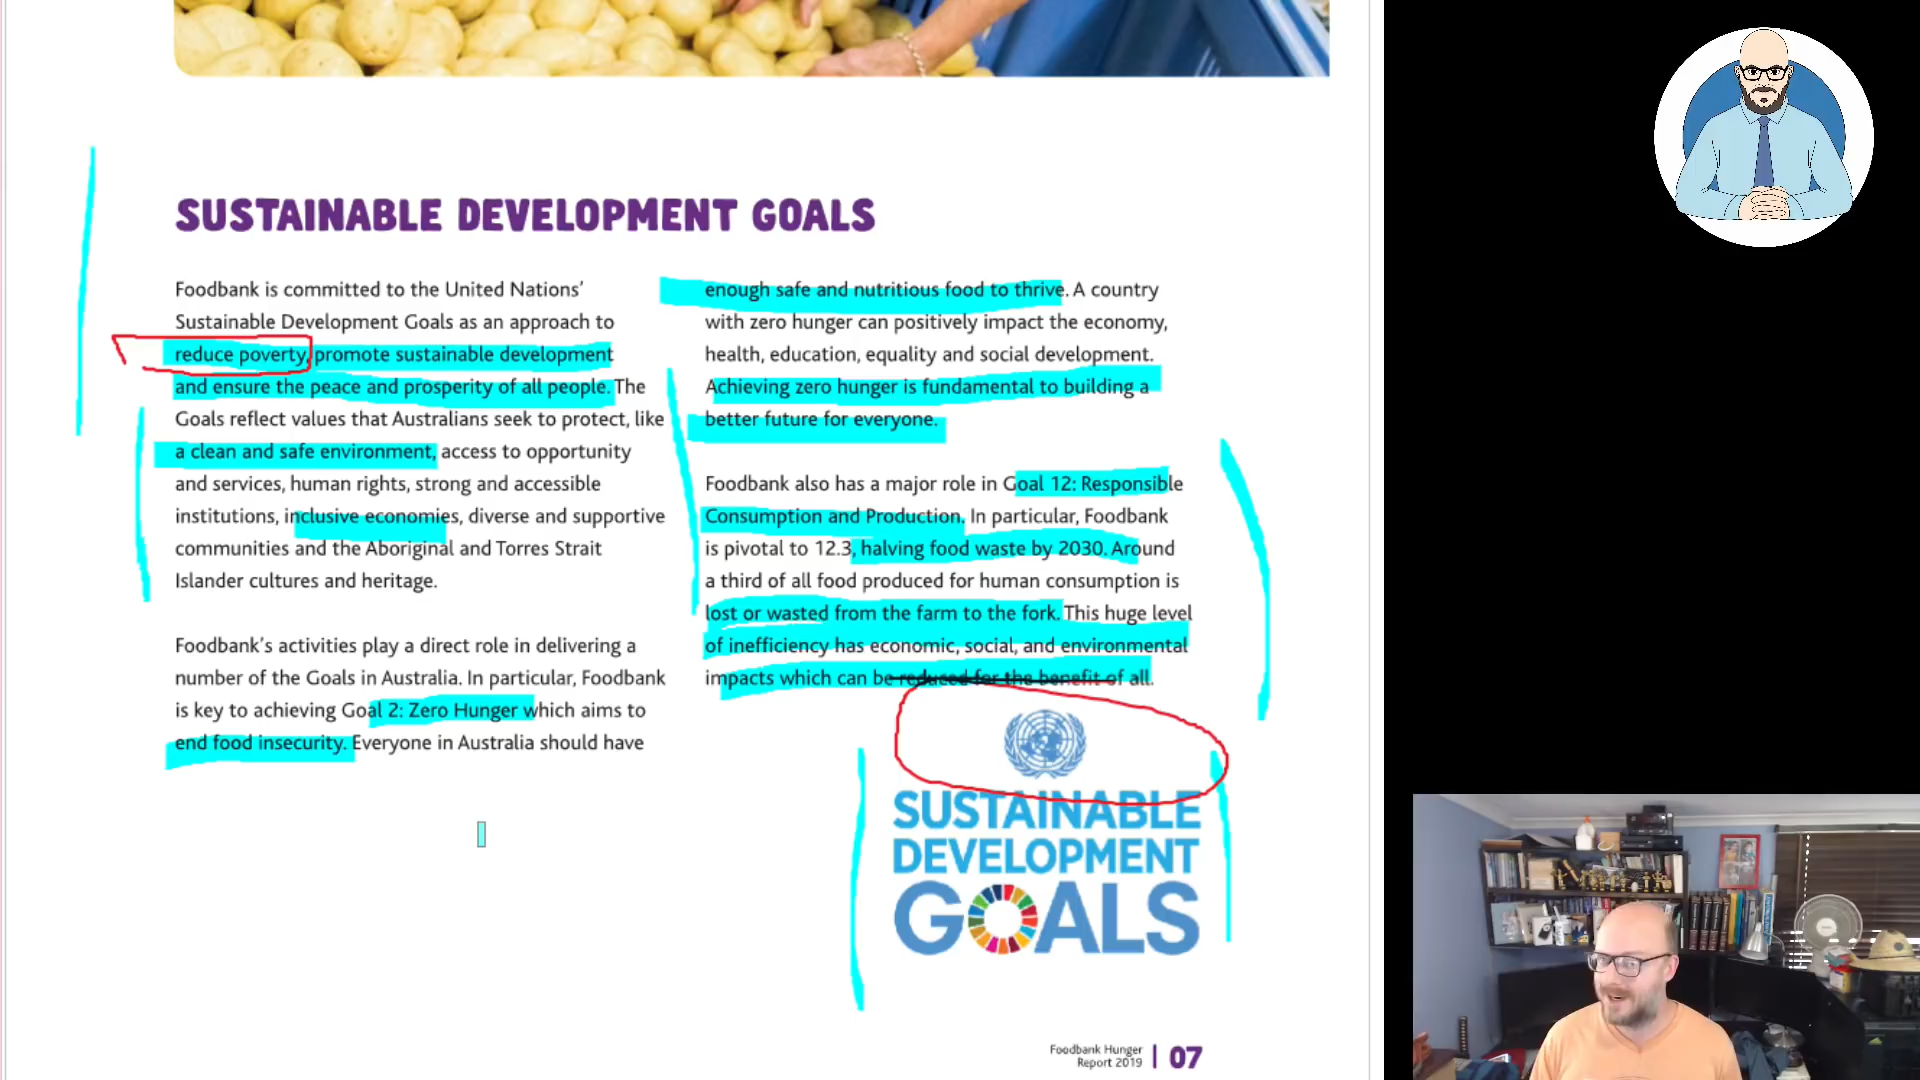 SUSTAINABLE DEVELOPMENT GOALS
Foodbank is committed to the United Nations’
Sustainable Development Goals as an approach to
reduce poverty, promote sustainable development
and ensure the peace and prosperity of all people. The
Goals reflect values that Australians seek to protect, like
a clean and safe environment, access to opportunity
and services, human rights, strong and accessible
institutions, inclusive economies, diverse and supportive
communities and the Aboriginal and Torres Strait
Islander cultures and heritage.
Foodbank’s activities play a direct role in delivering a
number of the Goals in Australia. In particular, Foodbank
is key to achieving Goal 2: Zero Hunger which aims to
end food insecurity. Everyone in Australia should have
enough safe and nutritious food to thrive. A country
with zero hunger can positively impact the economy,
health, education, equality and social development.
Achieving zero hunger is fundamental to building a
better future for everyone.
Foodbank also has a major role in Goal 12: Responsible
Consumption and Production. In particular, Foodbank
is pivotal to 12.3, halving food waste by 2030. Around
a third of all food produced for human consumption is
lost or wasted from the farm to the fork. This huge level
of inefficiency has economic, social, and environmental
impacts which can be reduced for the benefit of all.
SUSTAINABLE
DEVELOPMENT
GOALS
Foodbank Hunger
Report 2019 | 07